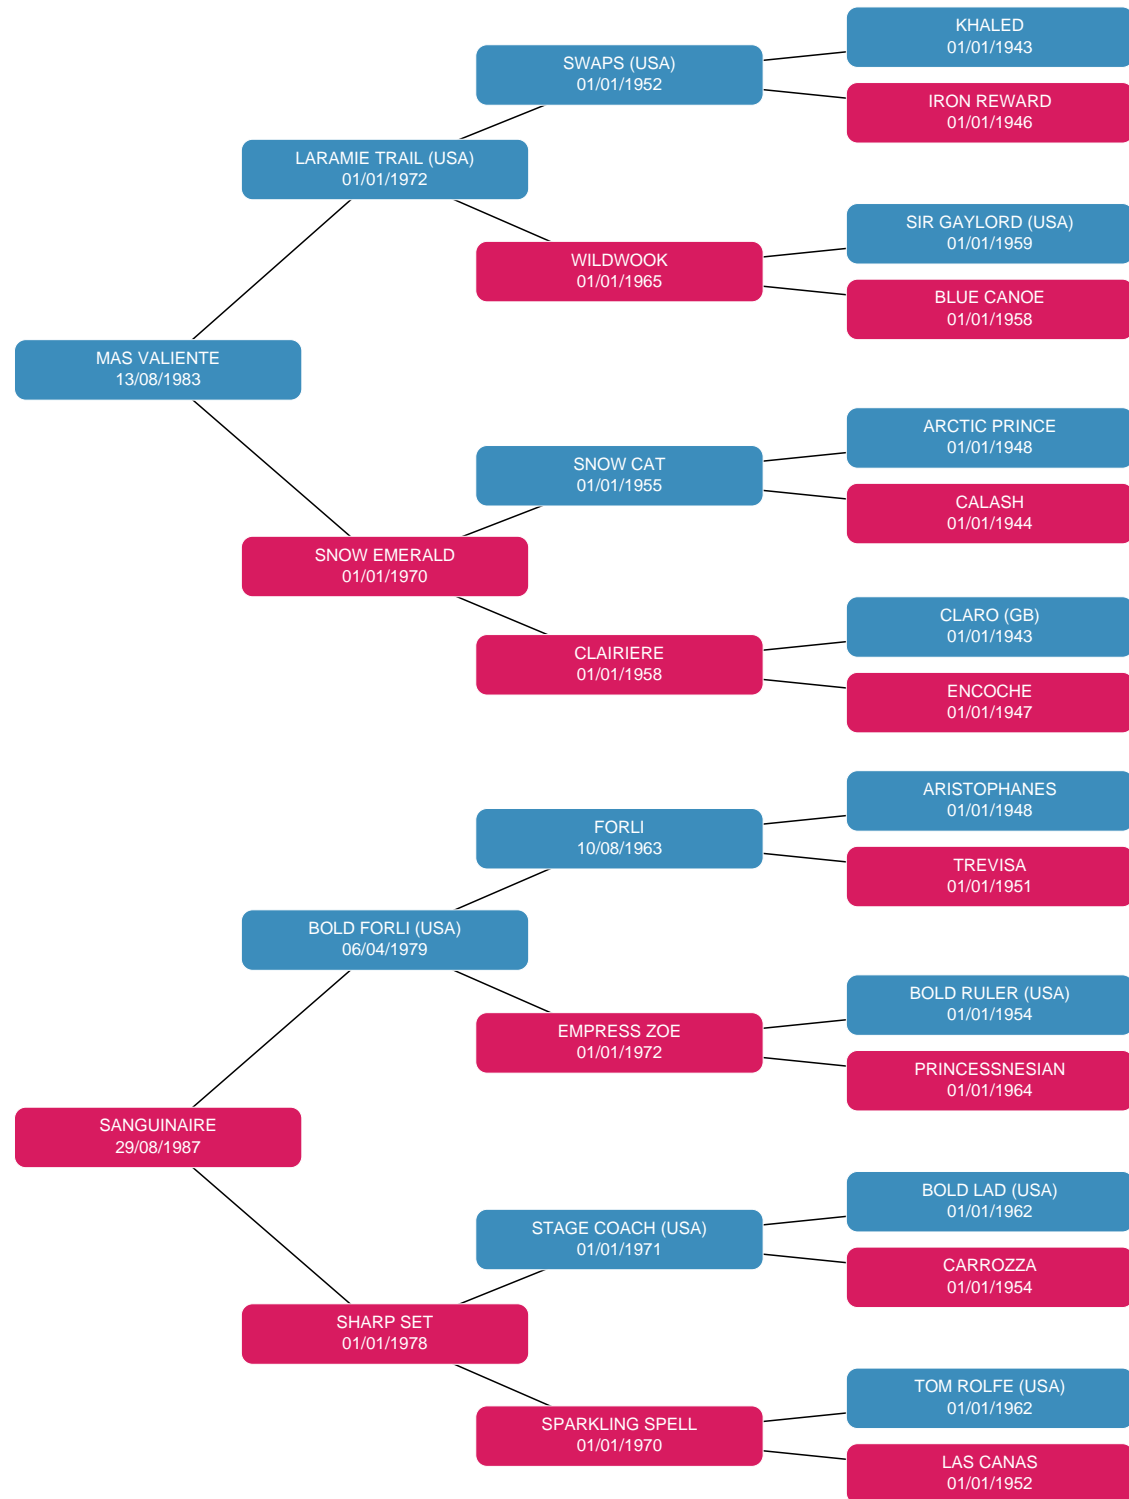 KHALED
01/01/1943
SWAPS (USA)
01/01/1952
IRON REWARD
01/01/1946
LARAMIE TRAIL (USA)
01/01/1972
SIR GAYLORD (USA)
01/01/1959
WILDWOOK
01/01/1965
BLUE CANOE
01/01/1958
MAS VALIENTE
13/08/1983
ARCTIC PRINCE
01/01/1948
SNOW CAT
01/01/1955
CALASH
01/01/1944
SNOW EMERALD
01/01/1970
CLARO (GB)
01/01/1943
CLAIRIERE
01/01/1958
ENCOCHE
01/01/1947
ARISTOPHANES
01/01/1948
FORLI
10/08/1963
TREVISA
01/01/1951
BOLD FORLI (USA)
06/04/1979
BOLD RULER (USA)
01/01/1954
EMPRESS ZOE
01/01/1972
PRINCESSNESIAN
01/01/1964
SANGUINAIRE
29/08/1987
BOLD LAD (USA)
01/01/1962
STAGE COACH (USA)
01/01/1971
CARROZZA
01/01/1954
SHARP SET
01/01/1978
TOM ROLFE (USA)
01/01/1962
SPARKLING SPELL
01/01/1970
LAS CANAS
01/01/1952